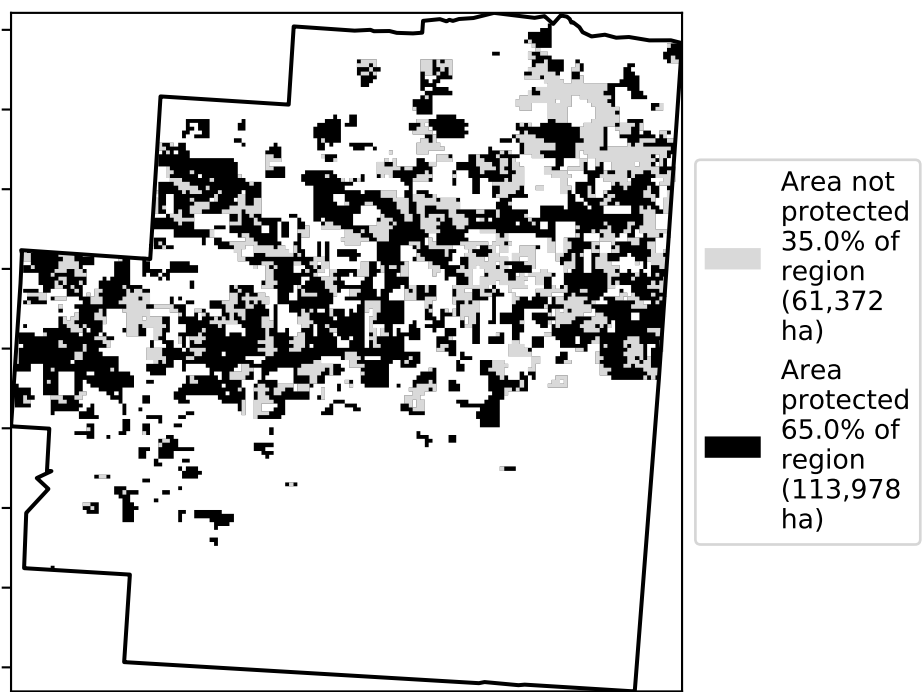 Area not
protected
35.0% of
region
(61,372
ha)
Area
protected
65.0% of
region
(113,978
ha)